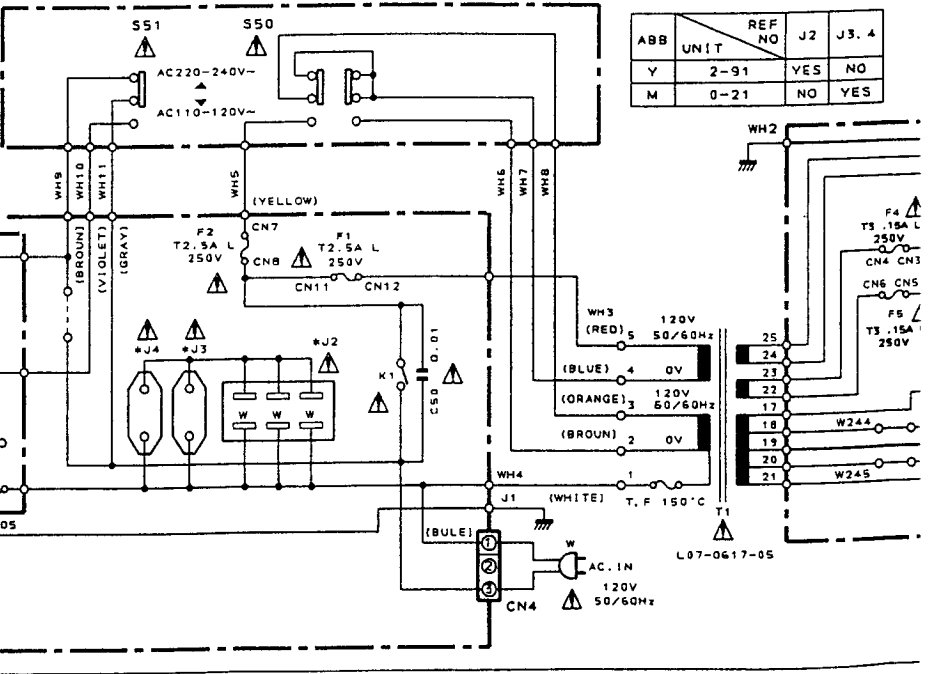 S51
S50
AC220-240V~
AC110-120V~
REF NO
UNIT
ABB
J2
J3, 4
Y
2-91
YES
NO
M
0-21
NO
YES
WH2
WH9
WH10
WH11
WH5
WH6
WH7
WH8
(YELLOW)
(BROUN)
(VIOLET)
(GRAY)
F2
T2.5A L
250V
CN7
CN8
F1
T2.5A L
250V
CN11
CN12
F4
T3 .15A L
250V
CN4 CN3
CN6 CN5
F5
T3 .15A
250V
WH3
(RED)
5
120V
50/60Hz
(BLUE)
4
0V
(ORANGE)
3
120V
60/60Hz
(BROUN)
2
0V
25
24
23
22
17
18
19
20
21
W244
W245
*J4
*J3
*J2
W
W
W
K1
C50
0.01
WH4
(WHITE)
1
T.F 150°C
J1
T1
L07-0617-05
05
(BULE)
1
2
3
CN4
W
AC.IN
120V
50/60Hz